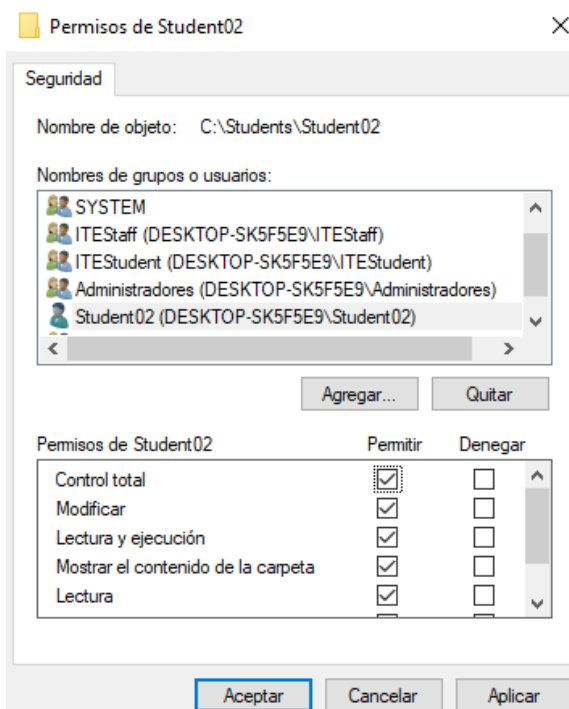 Permisos de Student02
Seguridad
Nombre de objeto: C:\Students\Student02
Nombres de grupos o usuarios:
SYSTEM
ITEStaff (DESKTOP-SK5F5E9\ITEStaff)
ITEStudent (DESKTOP-SK5F5E9\ITEStudent)
Administradores (DESKTOP-SK5F5E9\Administradores)
Student02 (DESKTOP-SK5F5E9\Student02)
Agregar... Quitar
Permisos de Student02 Permitir Denegar
Control total
Modificar
Lectura y ejecución
Mostrar el contenido de la carpeta
Lectura
Aceptar Cancelar Aplicar